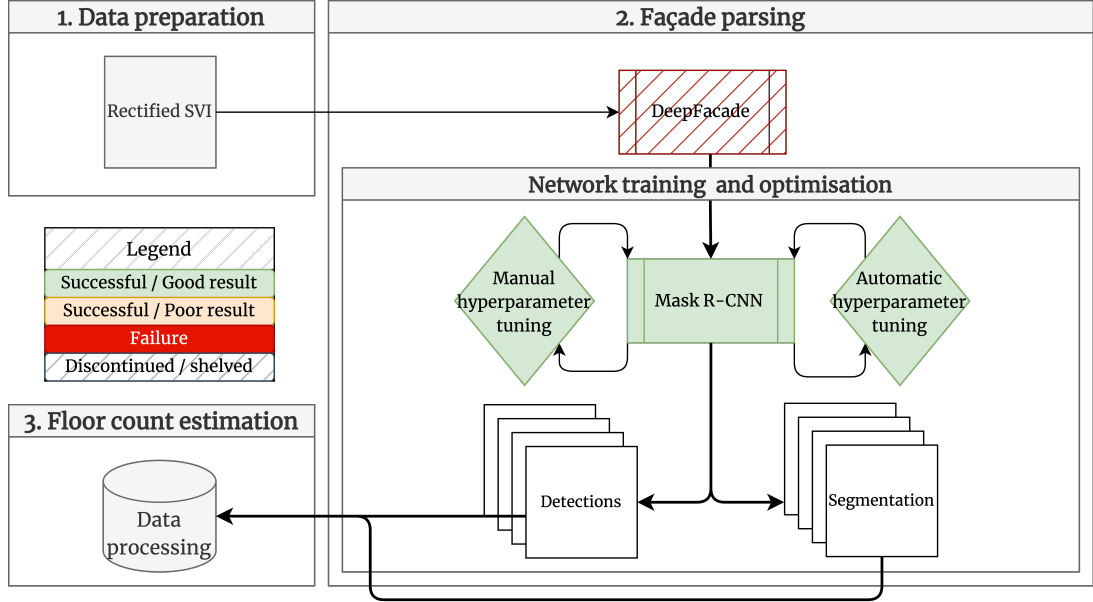 1. Data preparation
Rectified SVI
2. Façade parsing
DeepFacade
Network training and optimisation
Manual
hyperparameter
tuning
Mask R-CNN
Automatic
hyperparameter
tuning
Detections
Segmentation
Legend
Successful / Good result
Successful / Poor result
Failure
Discontinued / shelved
3. Floor count estimation
Data
processing